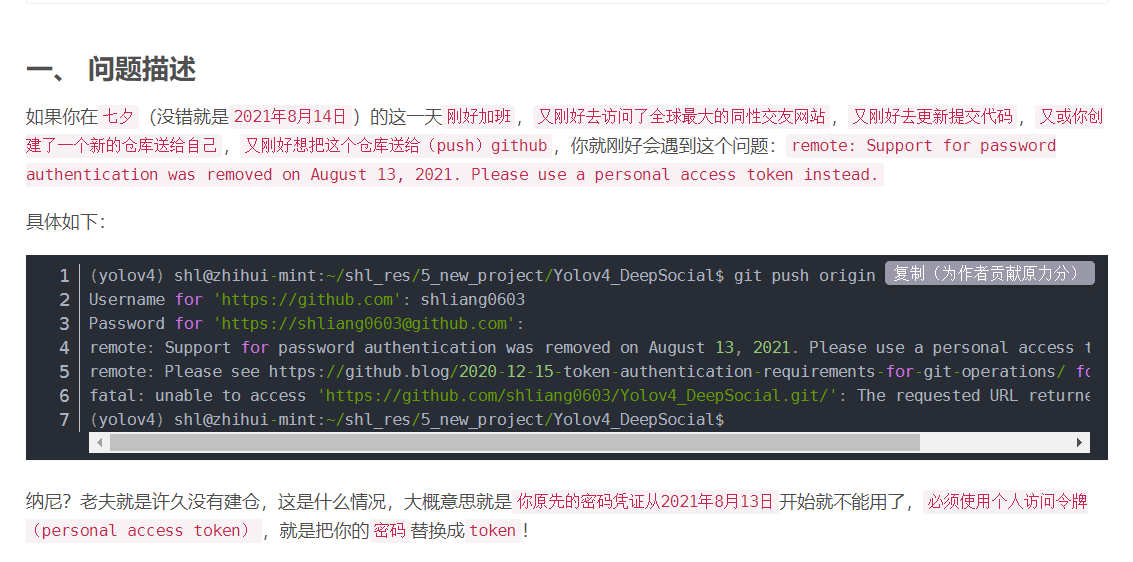 一、 问题描述
如果你在 七夕 （没错就是 2021年8月14日 ）的这一天 刚好加班 ， 又刚好去访问了全球最大的同性交友网站 ， 又刚好去更新提交代码 ， 又或你创
建了一个新的仓库送给自己 ， 又刚好想把这个仓库送给（push）github ，你就刚好会遇到这个问题： remote: Support for password
authentication was removed on August 13, 2021. Please use a personal access token instead.
具体如下：
1 (yolov4) shl@zhihui-mint:~/shl_res/5_new_project/Yolov4_DeepSocial$ git push origin 复制（为作者贡献原力分）
2 Username for 'https://github.com': shliang0603
3 Password for 'https://shliang0603@github.com':
4 remote: Support for password authentication was removed on August 13, 2021. Please use a personal access t
5 remote: Please see https://github.blog/2020-12-15-token-authentication-requirements-for-git-operations/ fo
6 fatal: unable to access 'https://github.com/shliang0603/Yolov4_DeepSocial.git/': The requested URL returne
7 (yolov4) shl@zhihui-mint:~/shl_res/5_new_project/Yolov4_DeepSocial$
纳尼？老夫就是许久没有建仓，这是什么情况，大概意思就是 你原先的密码凭证从2021年8月13日 开始就不能用了， 必须使用个人访问令牌
（personal access token） ，就是把你的 密码 替换成 token ！